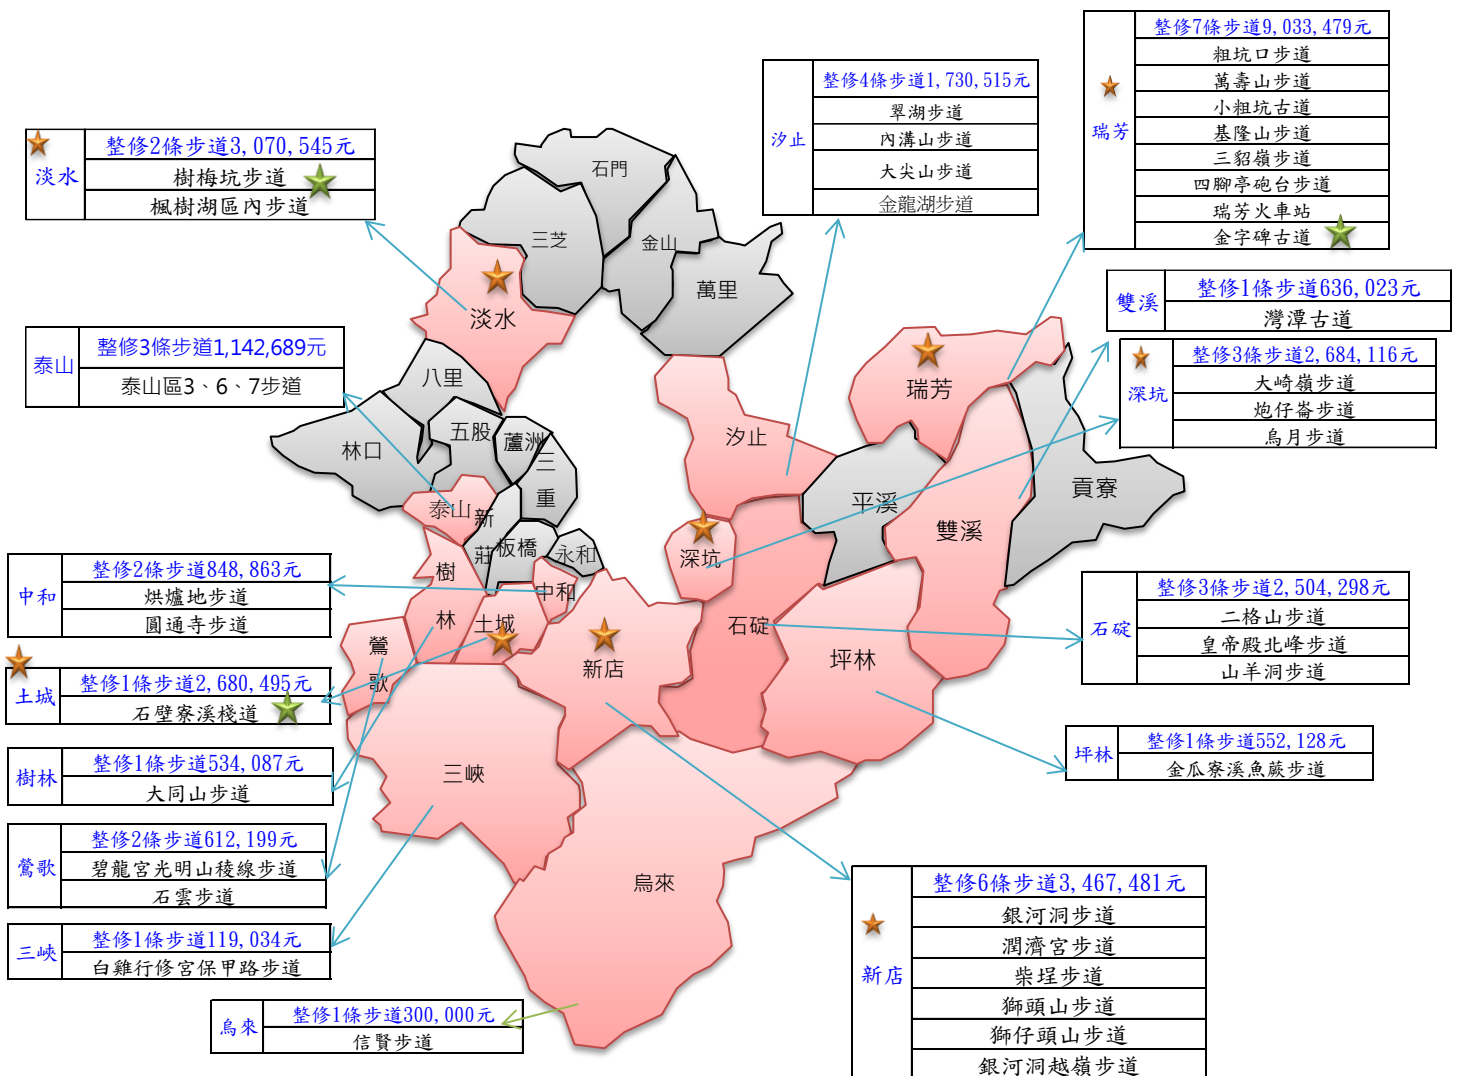 瑞芳
整修7條步道9,033,479元
粗坑口步道
萬壽山步道
小粗坑古道
基隆山步道
三貂嶺步道
四腳亭砲台步道
瑞芳火車站
金字碑古道
汐止
整修4條步道1,730,515元
翠湖步道
內溝山步道
大尖山步道
金龍湖步道
淡水
整修2條步道3,070,545元
樹梅坑步道
楓樹湖區內步道
雙溪
整修1條步道636,023元
灣潭古道
泰山
整修3條步道1,142,689元
泰山區3、6、7步道
深坑
整修3條步道2,684,116元
大崎嶺步道
炮仔崙步道
烏月步道
中和
整修2條步道848,863元
烘爐地步道
圓通寺步道
石碇
整修3條步道2,504,298元
二格山步道
皇帝殿北峰步道
山羊洞步道
土城
整修1條步道2,680,495元
石壁寮溪棧道
坪林
整修1條步道552,128元
金瓜寮溪魚蕨步道
樹林
整修1條步道534,087元
大同山步道
鶯歌
整修2條步道612,199元
碧龍宮光明山稜線步道
石雲步道
三峽
整修1條步道119,034元
白雞行修宮保甲路步道
新店
整修6條步道3,467,481元
銀河洞步道
潤濟宮步道
柴埕步道
獅頭山步道
獅仔頭山步道
銀河洞越嶺步道
烏來
整修1條步道300,000元
信賢步道
石門
三芝
金山
萬里
淡水
八里
林口
五股
蘆洲
三重
泰山
新莊
板橋
永和
中和
樹林
土城
鶯歌
新店
三峽
烏來
汐止
深坑
石碇
坪林
平溪
瑞芳
雙溪
貢寮